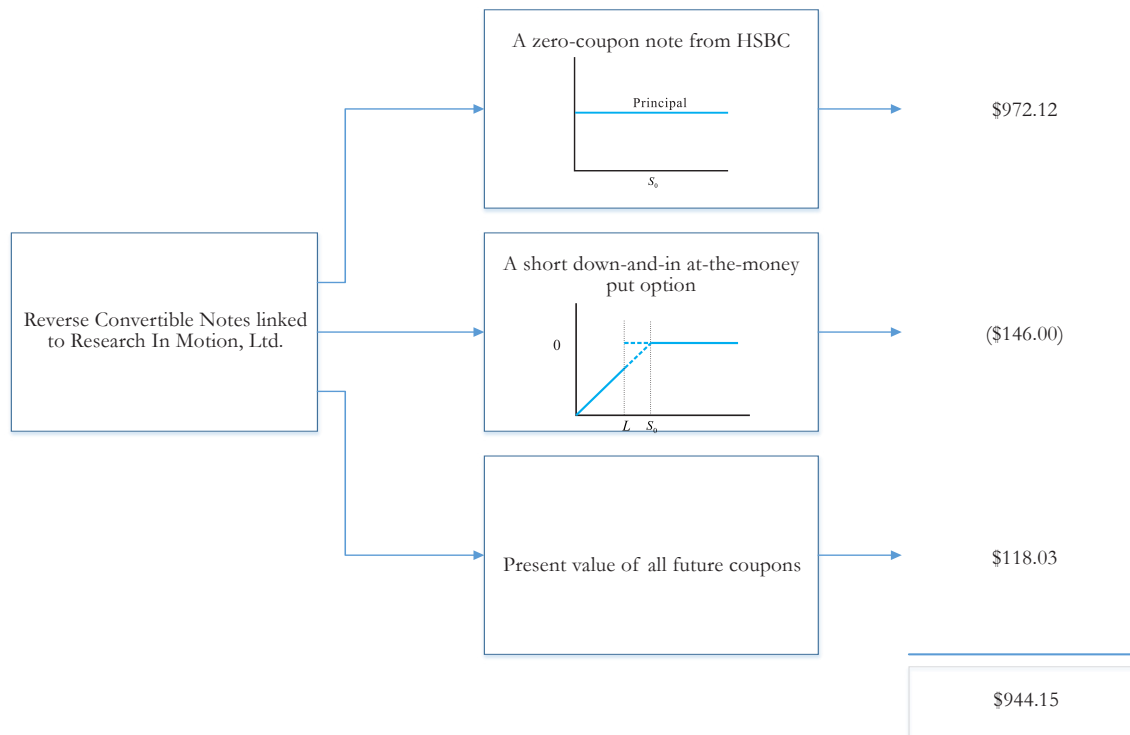 A zero-coupon note from HSBC
Principal
S₀
$972.12
Reverse Convertible Notes linked
to Research In Motion, Ltd.
A short down-and-in at-the-money
put option
0
L S₀
($146.00)
Present value of all future coupons
$118.03
$944.15